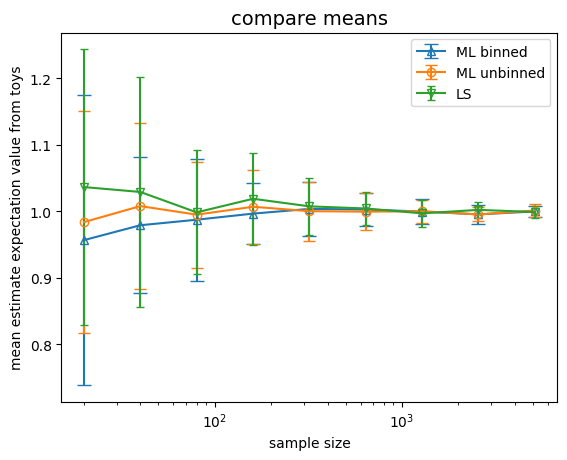 compare means
mean estimate expectation value from toys
1.2
1.1
1.0
0.9
0.8
ML binned
ML unbinned
LS
10²
10³
sample size